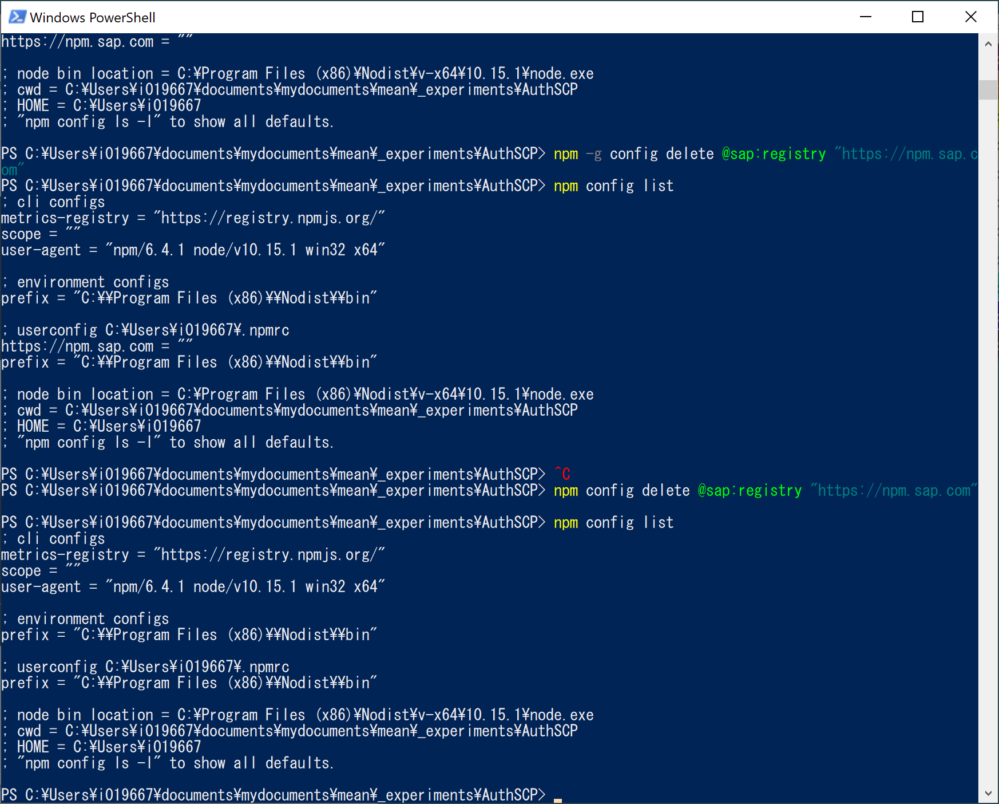 Windows PowerShell
https://npm.sap.com = ""
; node bin location = C:¥Program Files (x86)¥Nodist¥v-x64¥10.15.1¥node.exe
; cwd = C:¥Users¥i019667¥documents¥mydocuments¥mean¥_experiments¥AuthSCP
; HOME = C:¥Users¥i019667
; "npm config ls -l" to show all defaults.
PS C:¥Users¥i019667¥documents¥mydocuments¥mean¥_experiments¥AuthSCP> npm -g config delete @sap:registry "https://npm.sap.c
om"
PS C:¥Users¥i019667¥documents¥mydocuments¥mean¥_experiments¥AuthSCP> npm config list
; cli configs
metrics-registry = "https://registry.npmjs.org/"
scope = ""
user-agent = "npm/6.4.1 node/v10.15.1 win32 x64"
; environment configs
prefix = "C:¥¥Program Files (x86)¥¥Nodist¥¥bin"
; userconfig C:¥Users¥i019667¥.npmrc
https://npm.sap.com = ""
prefix = "C:¥¥Program Files (x86)¥¥Nodist¥¥bin"
; node bin location = C:¥Program Files (x86)¥Nodist¥v-x64¥10.15.1¥node.exe
; cwd = C:¥Users¥i019667¥documents¥mydocuments¥mean¥_experiments¥AuthSCP
; HOME = C:¥Users¥i019667
; "npm config ls -l" to show all defaults.
PS C:¥Users¥i019667¥documents¥mydocuments¥mean¥_experiments¥AuthSCP> ^C
PS C:¥Users¥i019667¥documents¥mydocuments¥mean¥_experiments¥AuthSCP> npm config delete @sap:registry "https://npm.sap.com"
PS C:¥Users¥i019667¥documents¥mydocuments¥mean¥_experiments¥AuthSCP> npm config list
; cli configs
metrics-registry = "https://registry.npmjs.org/"
scope = ""
user-agent = "npm/6.4.1 node/v10.15.1 win32 x64"
; environment configs
prefix = "C:¥¥Program Files (x86)¥¥Nodist¥¥bin"
; userconfig C:¥Users¥i019667¥.npmrc
prefix = "C:¥¥Program Files (x86)¥¥Nodist¥¥bin"
; node bin location = C:¥Program Files (x86)¥Nodist¥v-x64¥10.15.1¥node.exe
; cwd = C:¥Users¥i019667¥documents¥mydocuments¥mean¥_experiments¥AuthSCP
; HOME = C:¥Users¥i019667
; "npm config ls -l" to show all defaults.
PS C:¥Users¥i019667¥documents¥mydocuments¥mean¥_experiments¥AuthSCP>